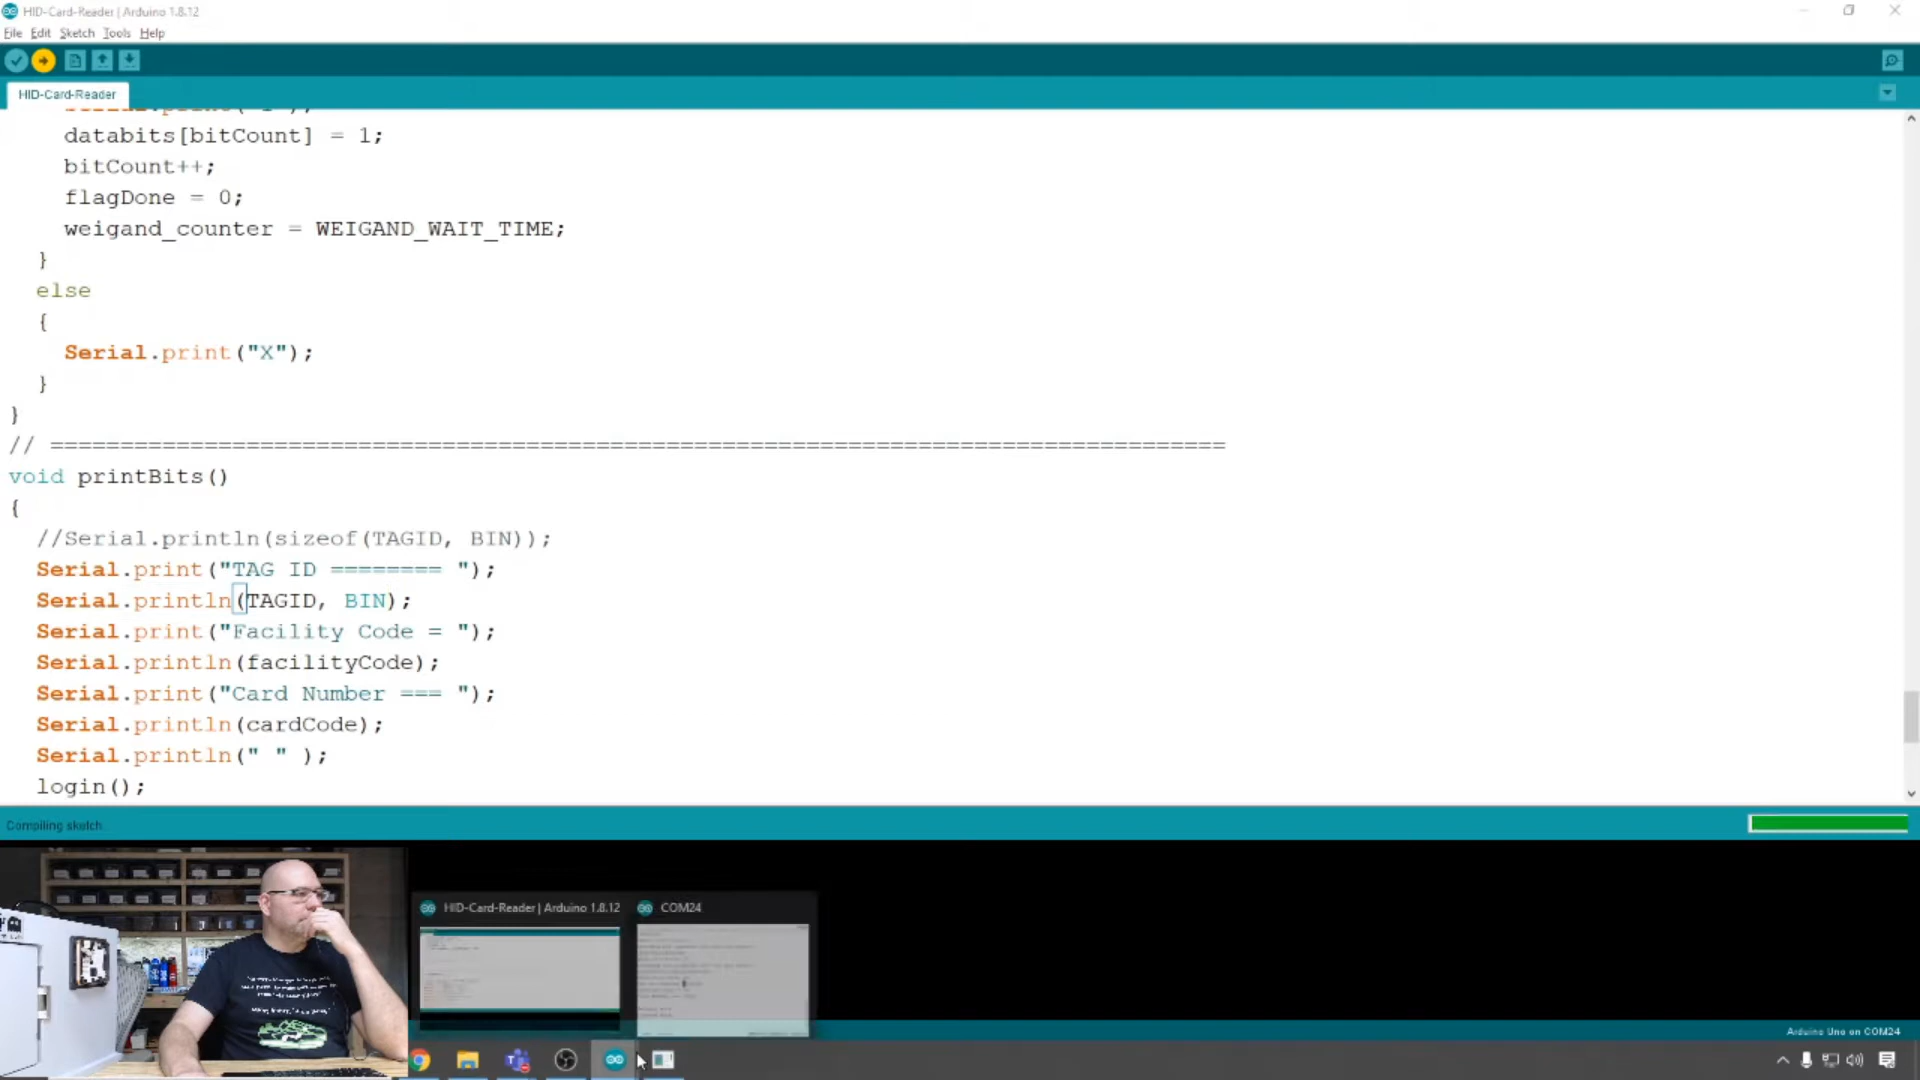 HID-Card-Reader | Arduino 1.8.12
File Edit Sketch Tools Help
HID-Card-Reader
databits[bitCount] = 1;
bitCount++;
flagDone = 0;
weigand_counter = WEIGAND_WAIT_TIME;
}
else
{
Serial.print("X");
}
}
// =====================================================================================
void printBits()
{
//Serial.println(sizeof(TAGID, BIN));
Serial.print("TAG ID ======== ");
Serial.println(TAGID, BIN);
Serial.print("Facility Code = ");
Serial.println(facilityCode);
Serial.print("Card Number === ");
Serial.println(cardCode);
Serial.println(" " );
login();
Compiling sketch...
HID-Card-Reader | Arduino 1.8.12
COM24
Arduino Uno on COM24